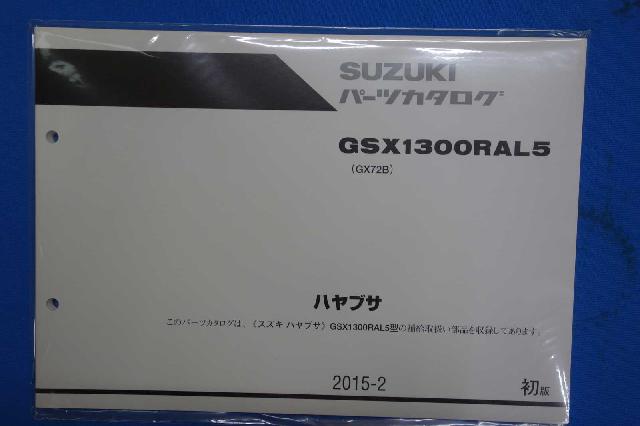 SUZUKI
パーツカタログ
GSX1300RAL5
(GX72B)
ハヤブサ
このパーツカタログは、(スズキ ハヤブサ) GSX1300RAL5型の補給取扱い部品を収録してあります。
2015-2
初版